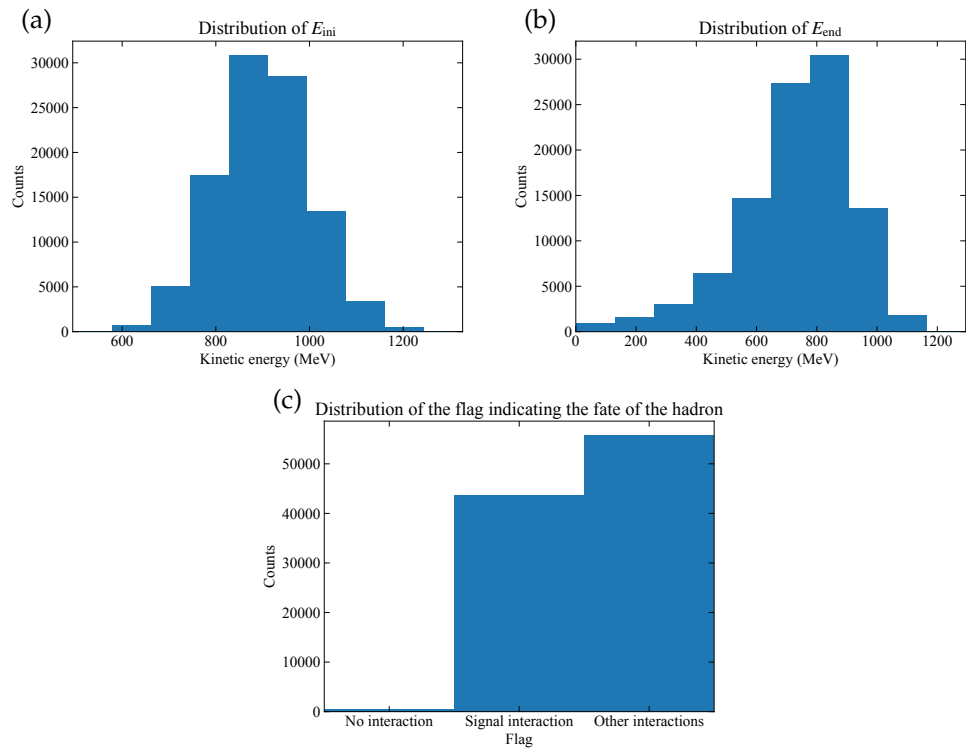 (a)
Distribution of E_ini
30000
25000
20000
15000
10000
5000
0
Counts
600 800 1000 1200
Kinetic energy (MeV)
(b)
Distribution of E_end
30000
25000
20000
15000
10000
5000
0
Counts
0 200 400 600 800 1000 1200
Kinetic energy (MeV)
(c)
Distribution of the flag indicating the fate of the hadron
50000
40000
30000
20000
10000
0
Counts
No interaction Signal interaction Other interactions
Flag